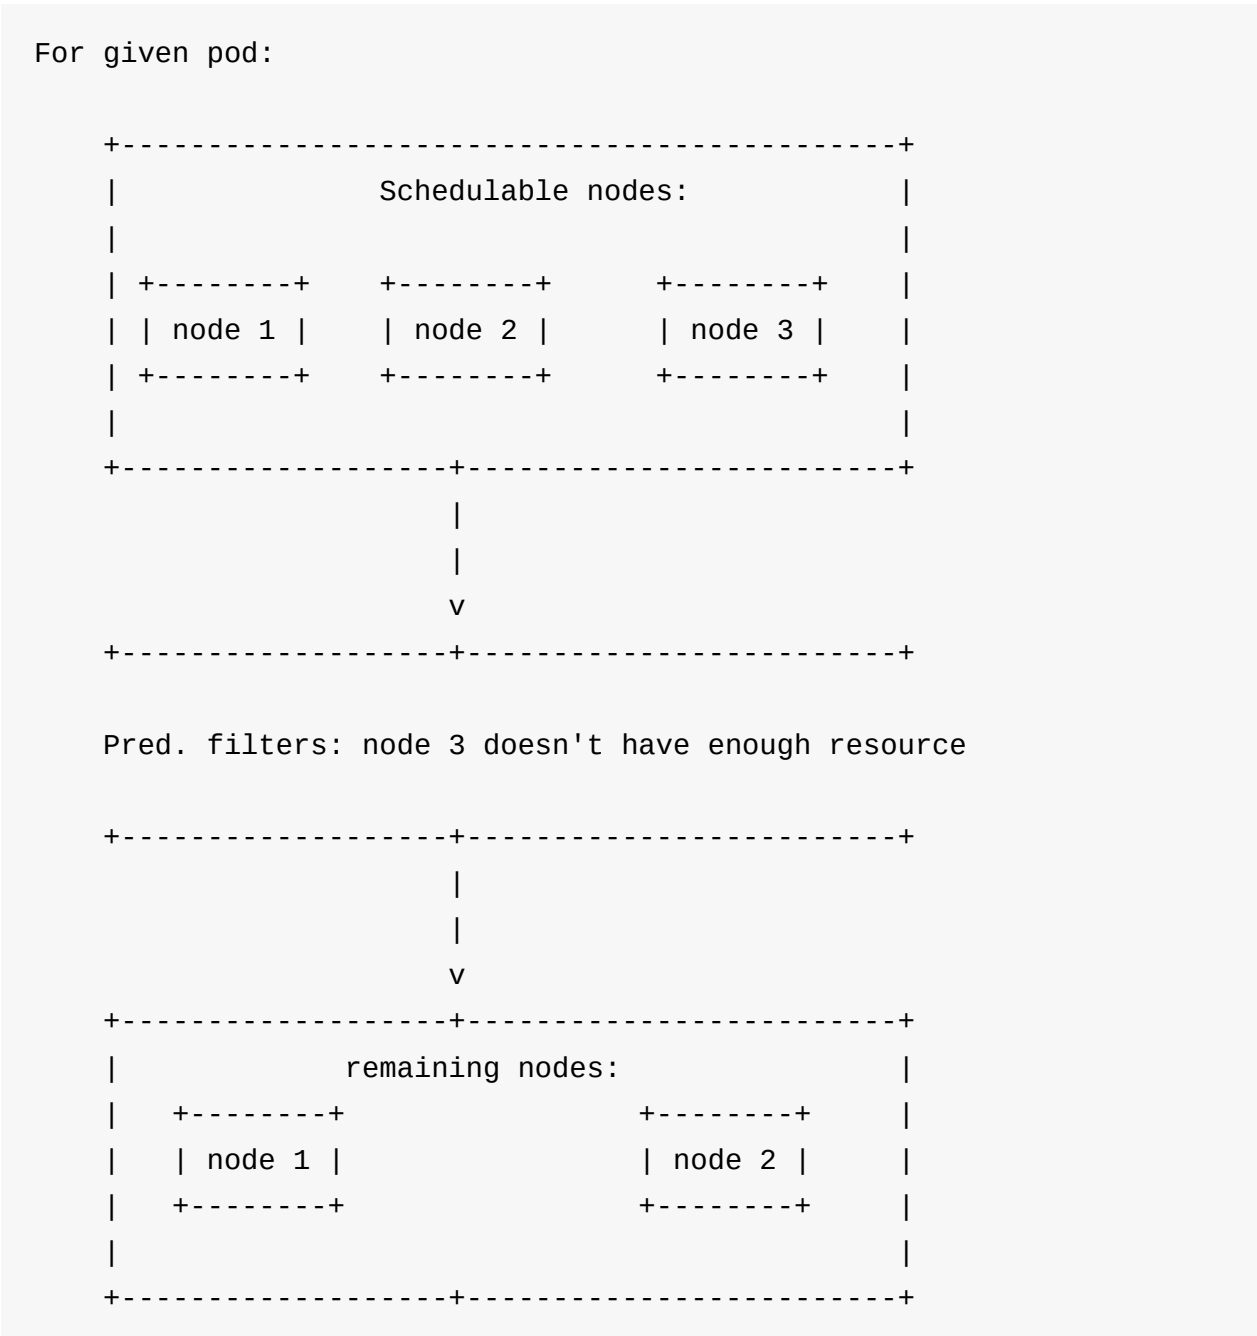 For given pod:

    +---------------------------------------------+
    |               Schedulable nodes:            |
    |                                             |
    | +--------+    +--------+      +--------+    |
    | | node 1 |    | node 2 |      | node 3 |    |
    | +--------+    +--------+      +--------+    |
    |                                             |
    +-------------------+-------------------------+
                        |
                        |
                        v
    +-------------------+-------------------------+

    Pred. filters: node 3 doesn't have enough resource

    +-------------------+-------------------------+
                        |
                        |
                        v
    +-------------------+-------------------------+
    |             remaining nodes:                |
    |   +--------+                 +--------+     |
    |   | node 1 |                 | node 2 |     |
    |   +--------+                 +--------+     |
    |                                             |
    +-------------------+-------------------------+